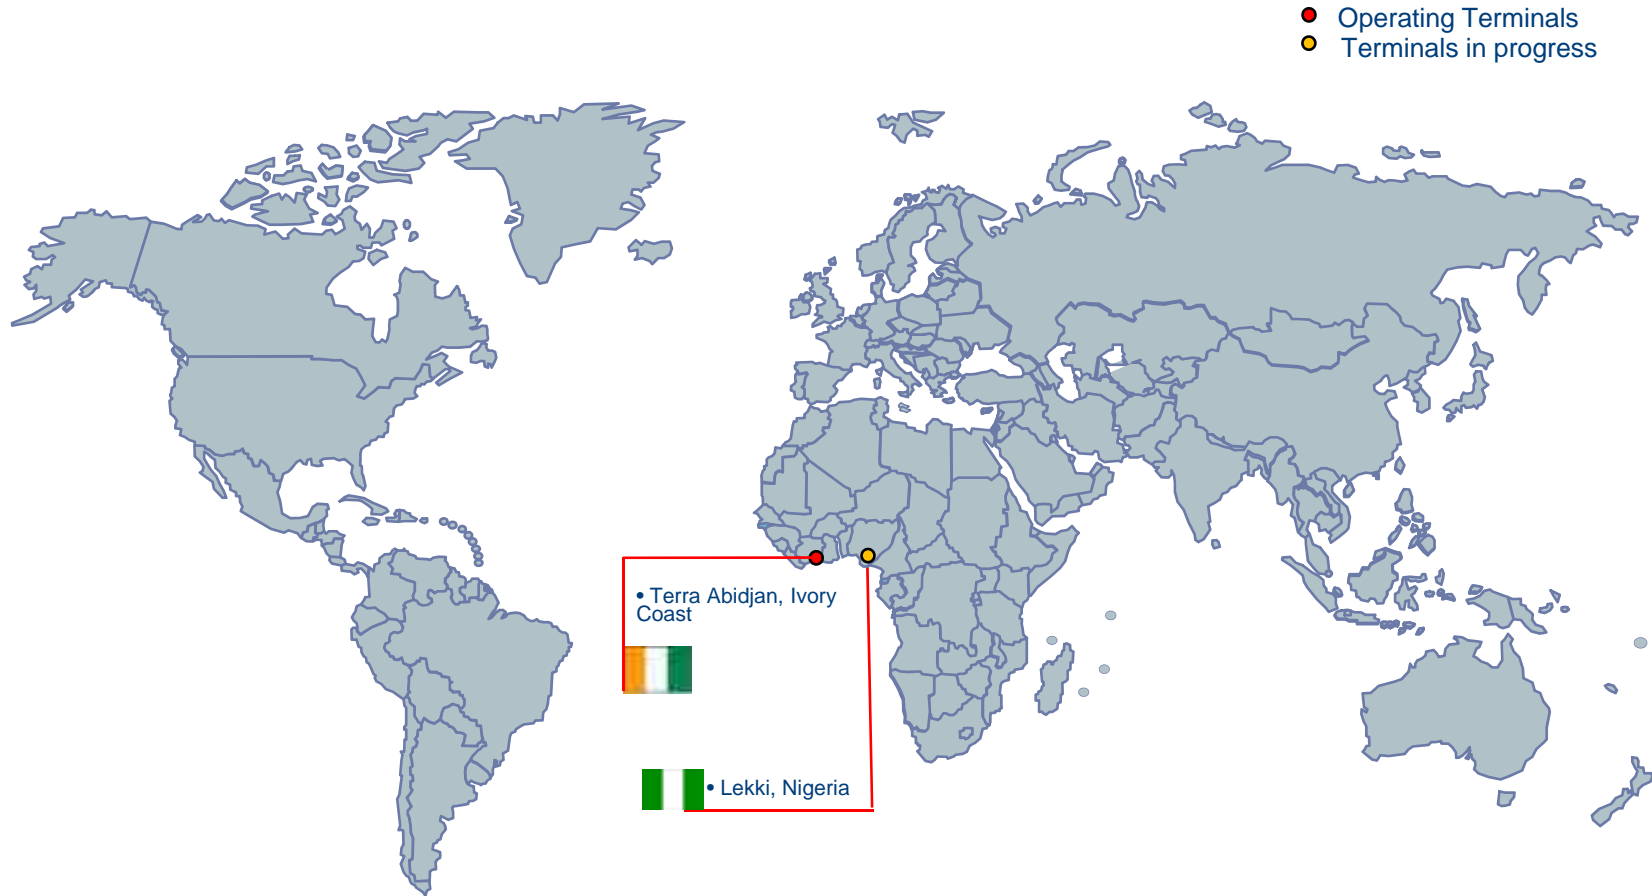 Operating Terminals
Terminals in progress
• Terra Abidjan, Ivory
Coast
• Lekki, Nigeria